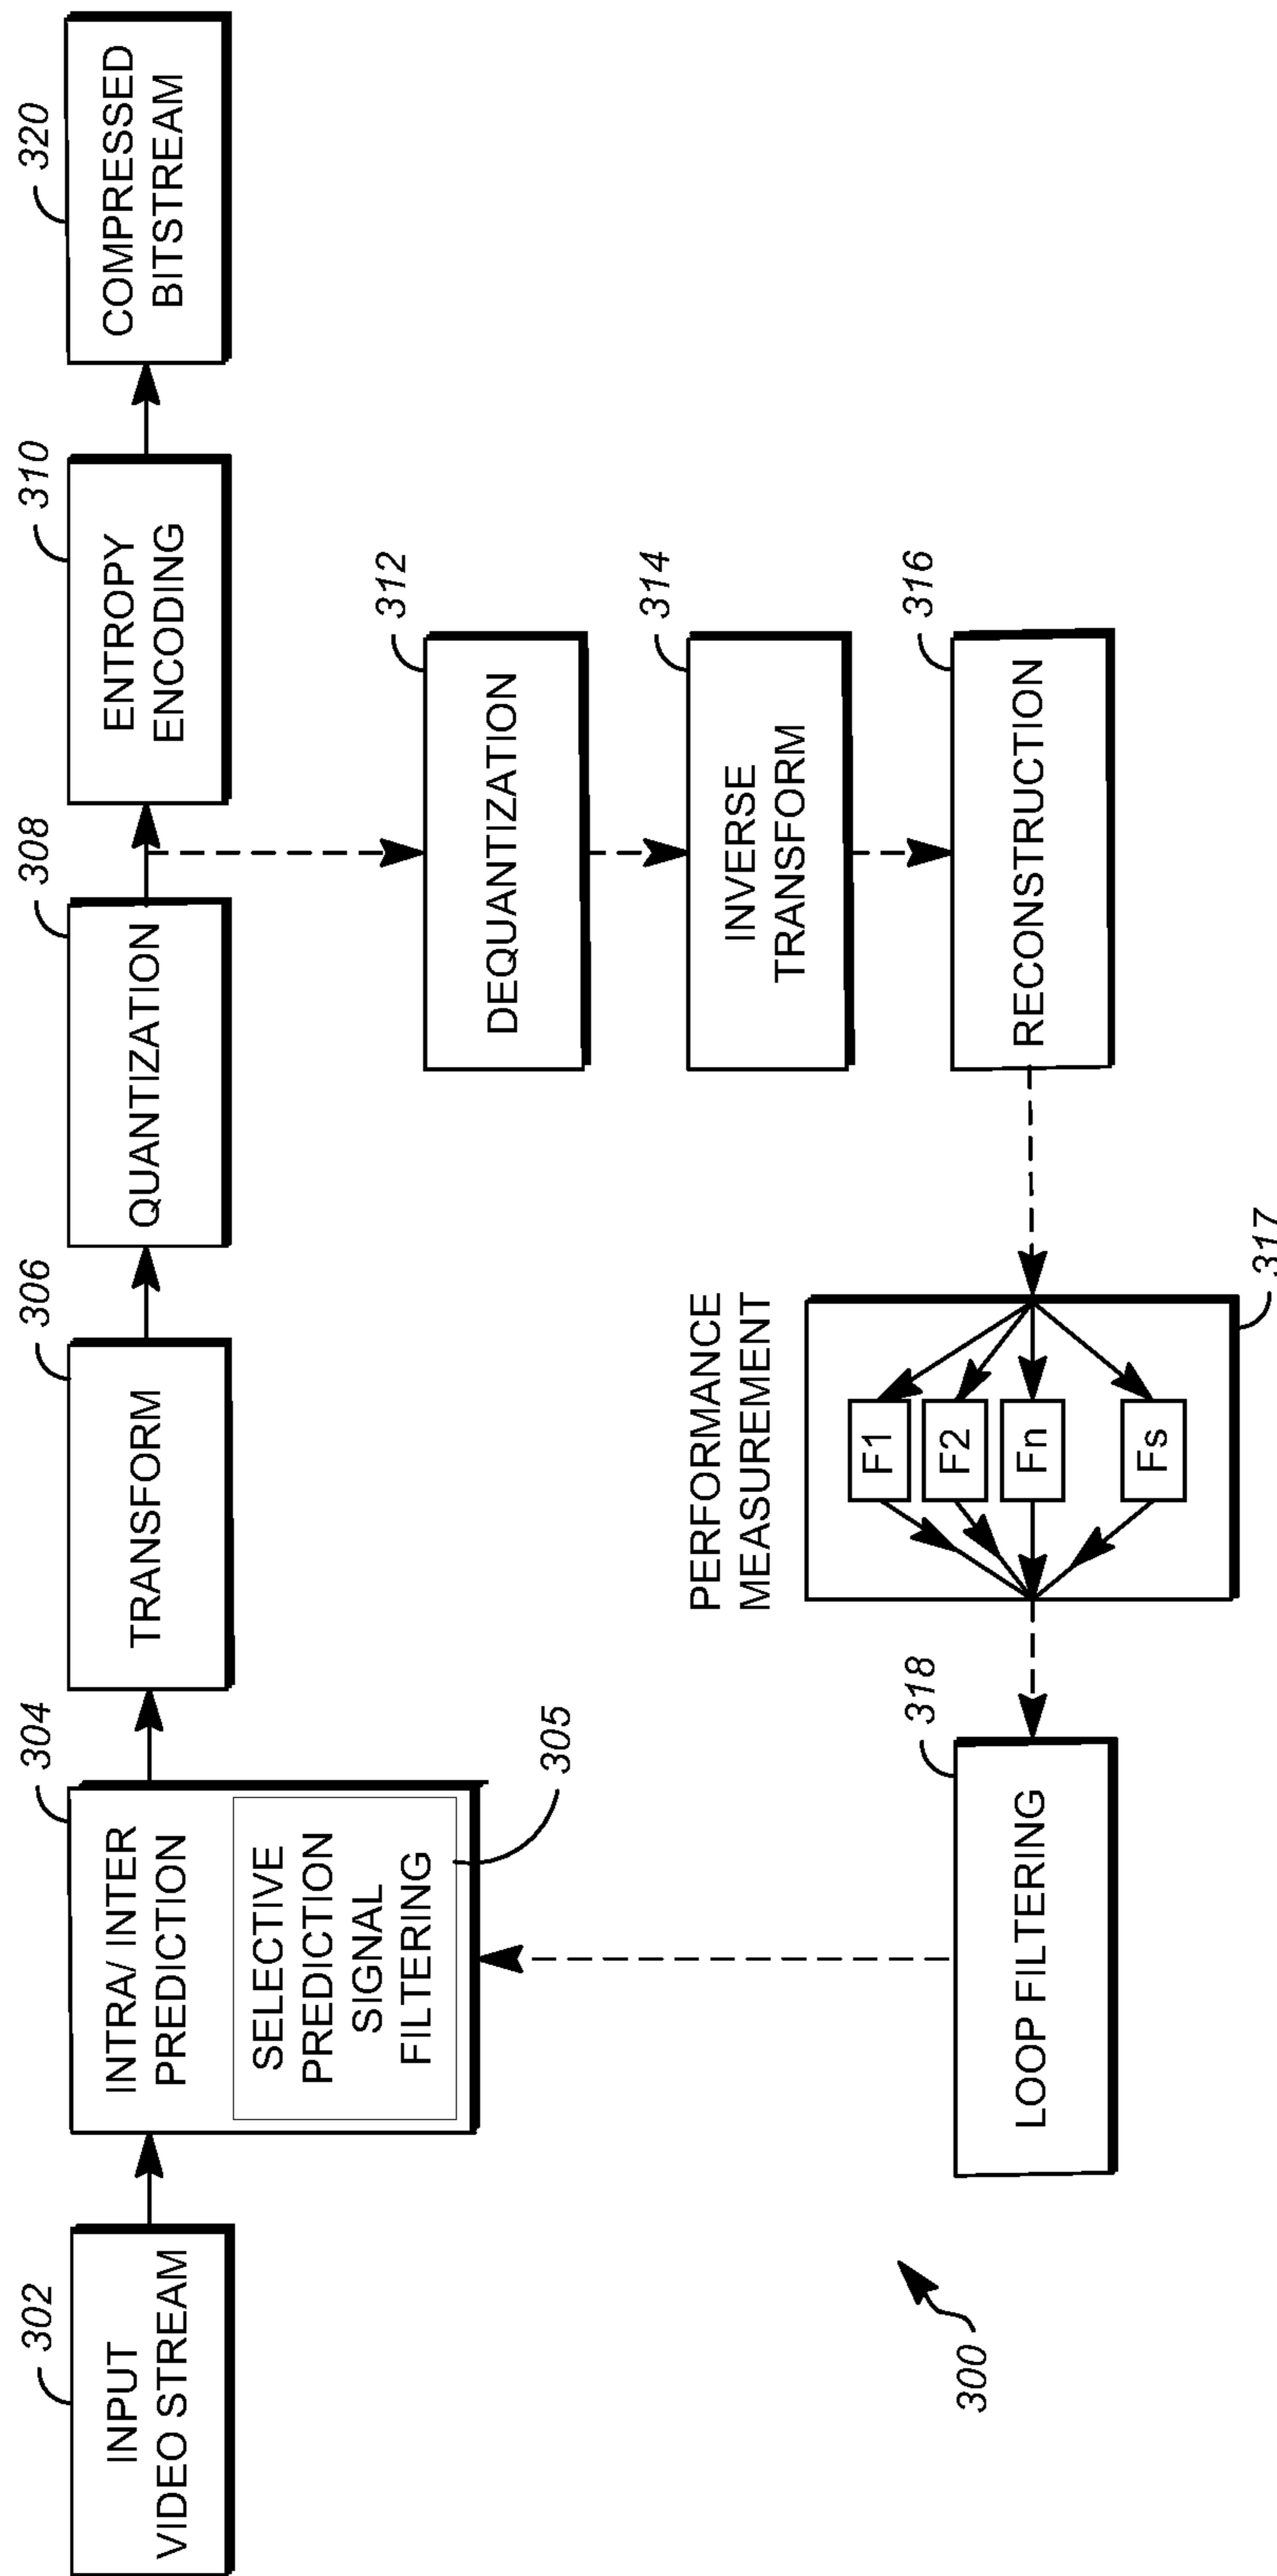 302
INPUT
VIDEO STREAM
304
INTRA/ INTER
PREDICTION
SELECTIVE
PREDICTION
SIGNAL
FILTERING
305
306
TRANSFORM
308
QUANTIZATION
310
ENTROPY
ENCODING
320
COMPRESSED
BITSTREAM
312
DEQUANTIZATION
314
INVERSE
TRANSFORM
316
RECONSTRUCTION
PERFORMANCE
MEASUREMENT
F1
F2
Fn
Fs
317
318
LOOP FILTERING
300